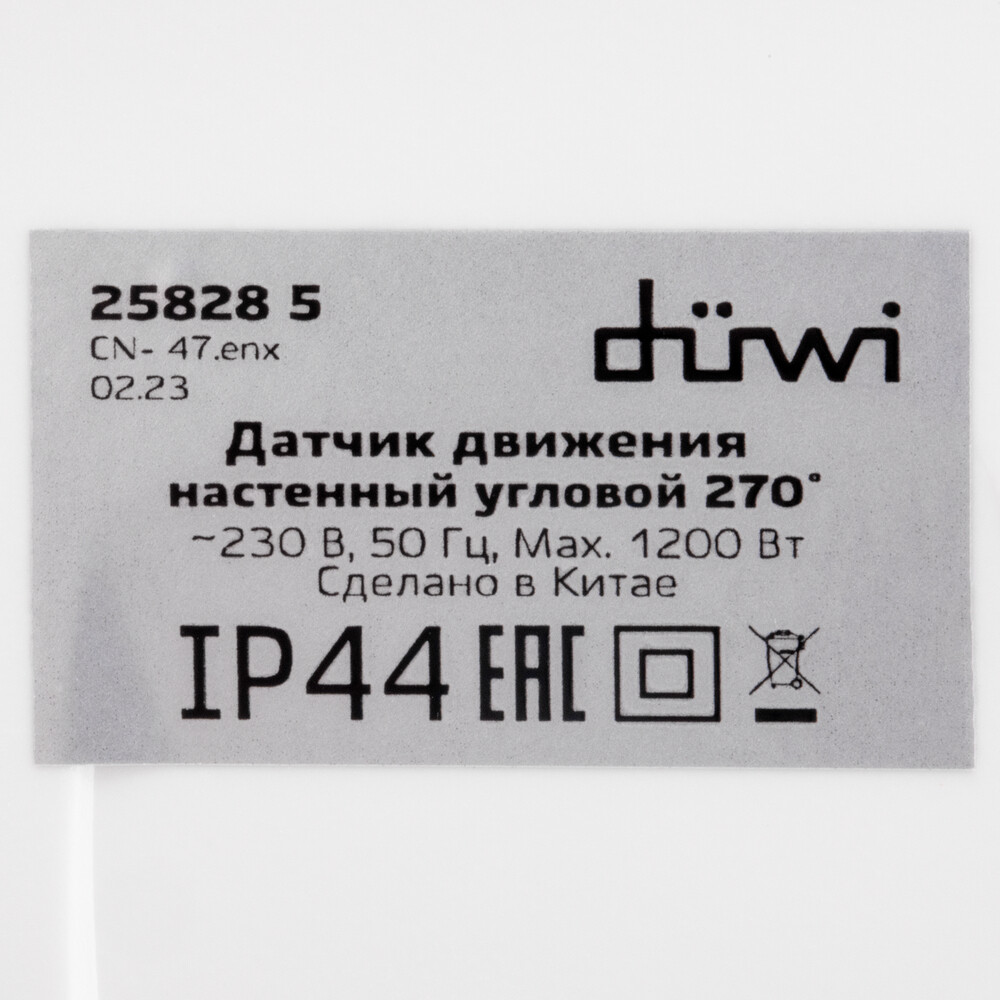 25828 5
CN- 47.enx
02.23
düwi
Датчик движения
настенный угловой 270°
~230 В, 50 Гц, Max. 1200 Вт
Сделано в Китае
IP44 EAC